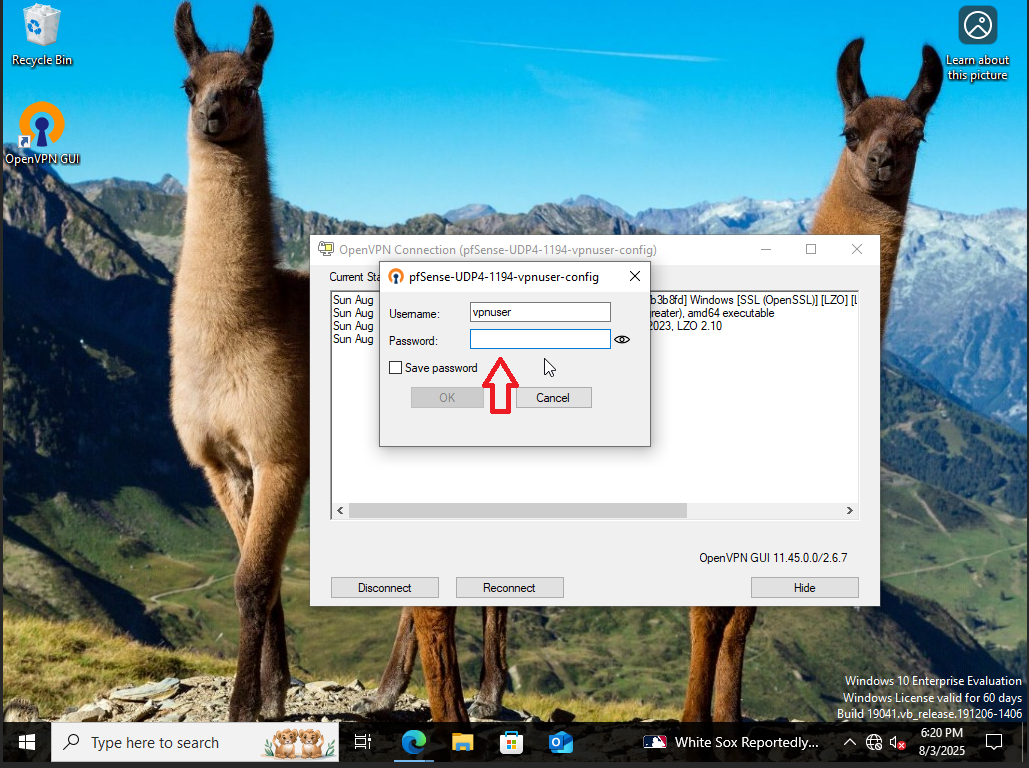 Recycle Bin
Learn about
this picture
OpenVPN GUI
OpenVPN Connection (pfSense-UDP4-1194-vpnuser-config)
Current Sta
pfSense-UDP4-1194-vpnuser-config
Sun Aug
b3b8fd] Windows [SSL (OpenSSL)] [LZO] [L
Sun Aug
greater), amd64 executable
Sun Aug
2023, LZO 2.10
Sun Aug
Username:
vpnuser
Password:
Save password
OK
Cancel
OpenVPN GUI 11.45.0.0/2.6.7
Disconnect
Reconnect
Hide
Windows 10 Enterprise Evaluation
Windows License valid for 60 days
Build 19041.vb_release.191206-1406
Type here to search
White Sox Reportedly...
6:20 PM
8/3/2025